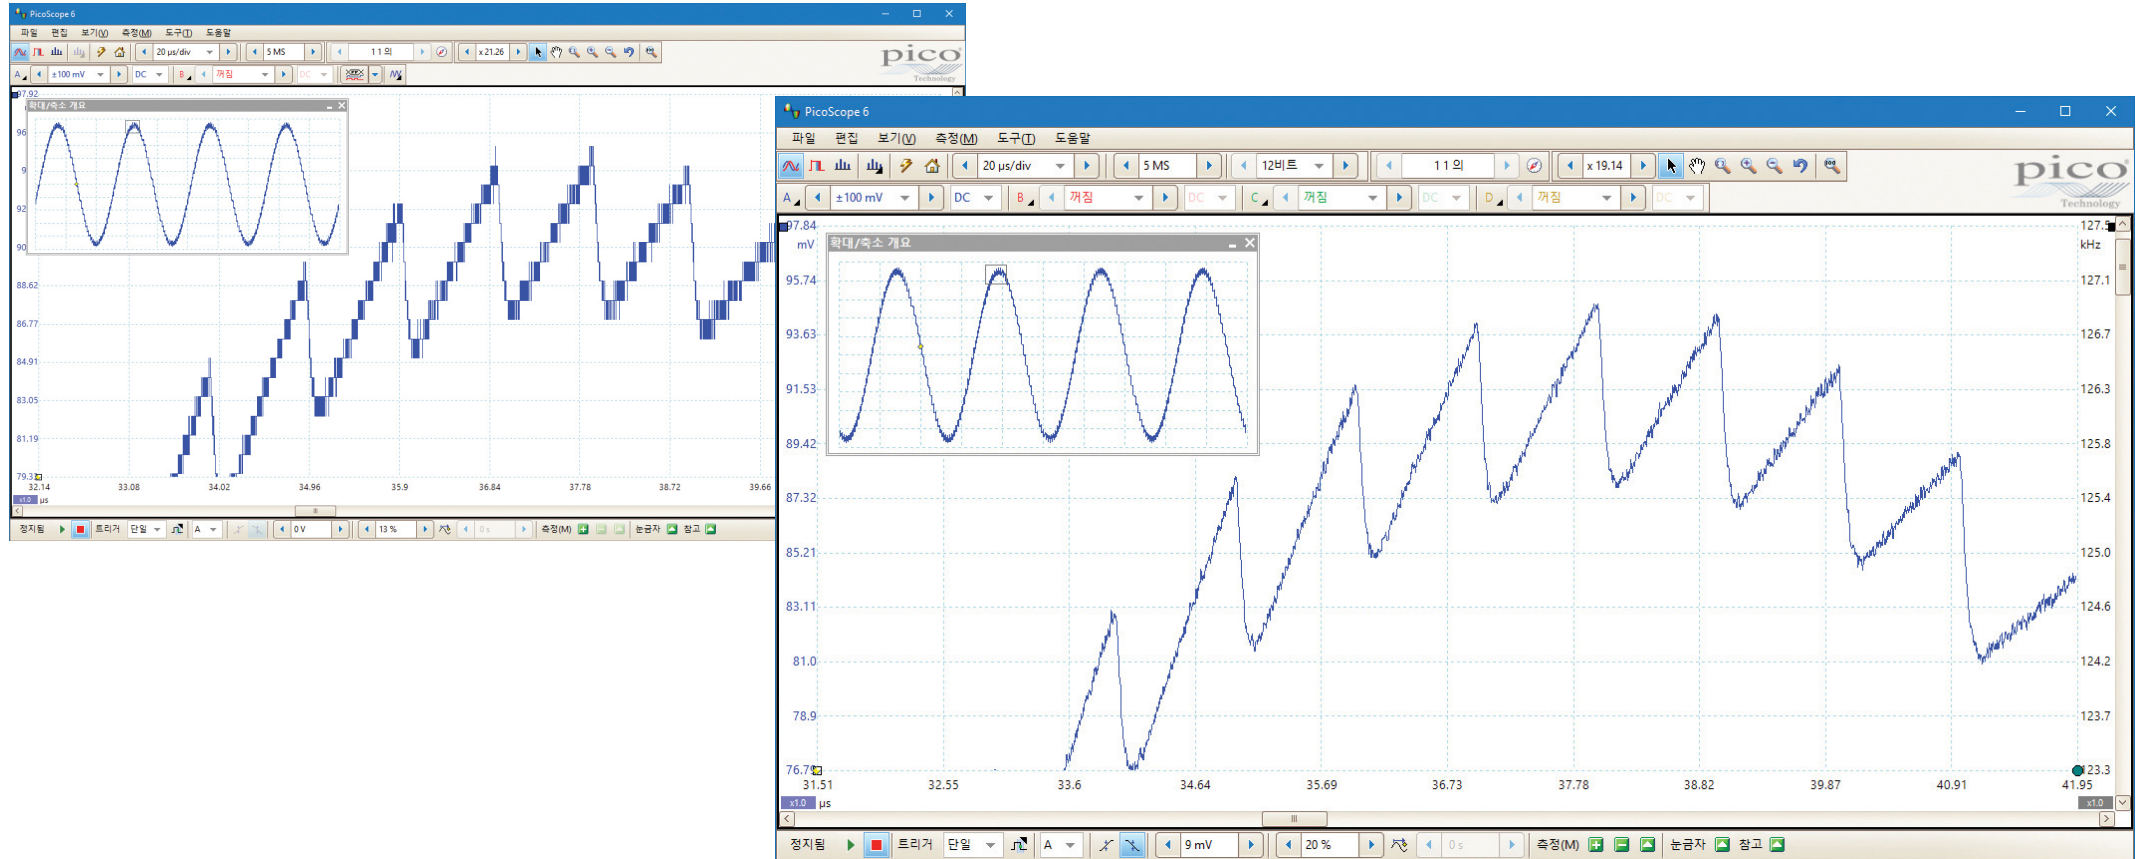 PicoScope 6
파일 편집 보기(V) 측정(M) 도구(T) 도움말
20 µs/div 5 MS 1 1 의 x 21.26
A ±100 mV DC B 꺼짐 DC
pico
Technology
97.92
확대/축소 개요
96
9
92
90
88.62
86.77
84.91
83.05
81.19
79.33
32.14 33.08 34.02 34.96 35.9 36.84 37.78 38.72 39.66
x1.0 µs
정지됨 트리거 단일 A 0 V 13 % 0 s 측정(M) 눈금자 참고
PicoScope 6
파일 편집 보기(V) 측정(M) 도구(T) 도움말
20 µs/div 5 MS 12비트 1 1 의 x 19.14
A ±100 mV DC B 꺼짐 DC C 꺼짐 DC D 꺼짐 DC
pico
Technology
97.84 127.5
mV kHz
확대/축소 개요
95.74 127.1
93.63 126.7
91.53 126.3
89.42 125.8
87.32 125.4
85.21 125.0
83.11 124.6
81.0 124.2
78.9 123.7
76.79 123.3
31.51 32.55 33.6 34.64 35.69 36.73 37.78 38.82 39.87 40.91 41.95
x1.0 µs x1.0
정지됨 트리거 단일 A 9 mV 20 % 0 s 측정(M) 눈금자 참고